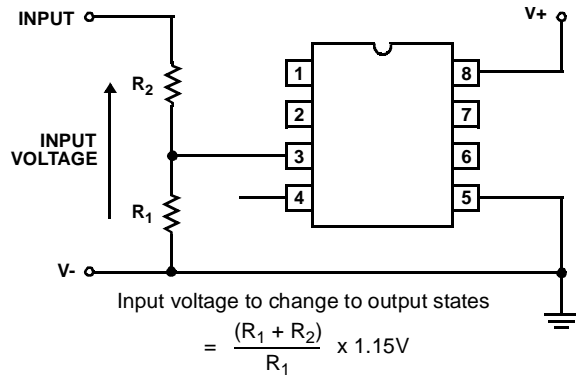 INPUT
V+
R2
INPUT
VOLTAGE
R1
V-
1
2
3
4
8
7
6
5
Input voltage to change to output states
= (R1 + R2) / R1 x 1.15V